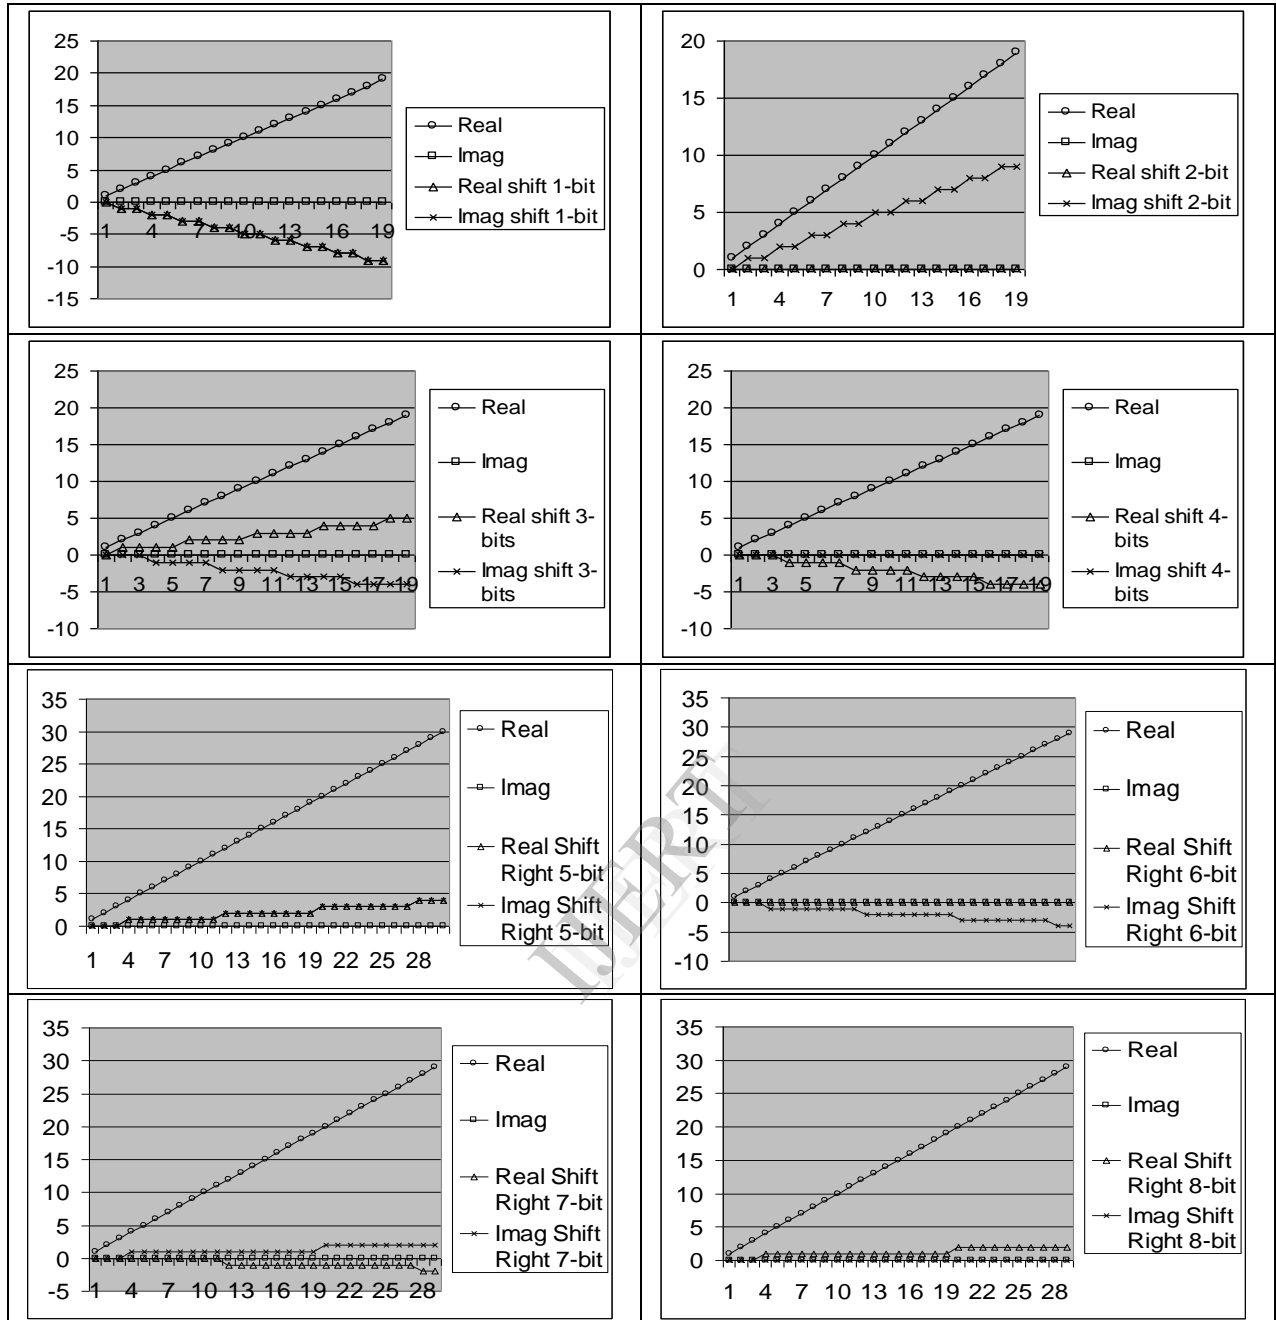 25
20
15
10
5
0
-5
-10
-15
1 4 7 10 13 16 19
Real
Imag
Real shift 1-bit
Imag shift 1-bit
20
15
10
5
0
1 4 7 10 13 16 19
Real
Imag
Real shift 2-bit
Imag shift 2-bit
25
20
15
10
5
0
-5
-10
1 3 5 7 9 11 13 15 17 19
Real
Imag
Real shift 3-
bits
Imag shift 3-
bits
25
20
15
10
5
0
-5
-10
1 3 5 7 9 11 13 15 17 19
Real
Imag
Real shift 4-
bits
Imag shift 4-
bits
35
30
25
20
15
10
5
0
1 4 7 10 13 16 19 22 25 28
Real
Imag
Real Shift
Right 5-bit
Imag Shift
Right 5-bit
35
30
25
20
15
10
5
0
-5
-10
1 4 7 10 13 16 19 22 25 28
Real
Imag
Real Shift
Right 6-bit
Imag Shift
Right 6-bit
IJERT
35
30
25
20
15
10
5
0
-5
1 4 7 10 13 16 19 22 25 28
Real
Imag
Real Shift
Right 7-bit
Imag Shift
Right 7-bit
35
30
25
20
15
10
5
0
1 4 7 10 13 16 19 22 25 28
Real
Imag
Real Shift
Right 8-bit
Imag Shift
Right 8-bit